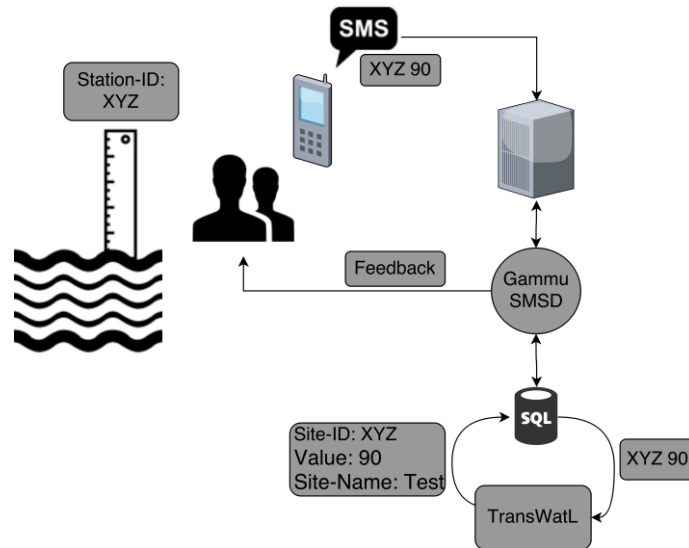 SMS
XYZ 90
Station-ID:
XYZ
Feedback
Gammu
SMSD
SQL
Site-ID: XYZ
Value: 90
Site-Name: Test
XYZ 90
TransWatL